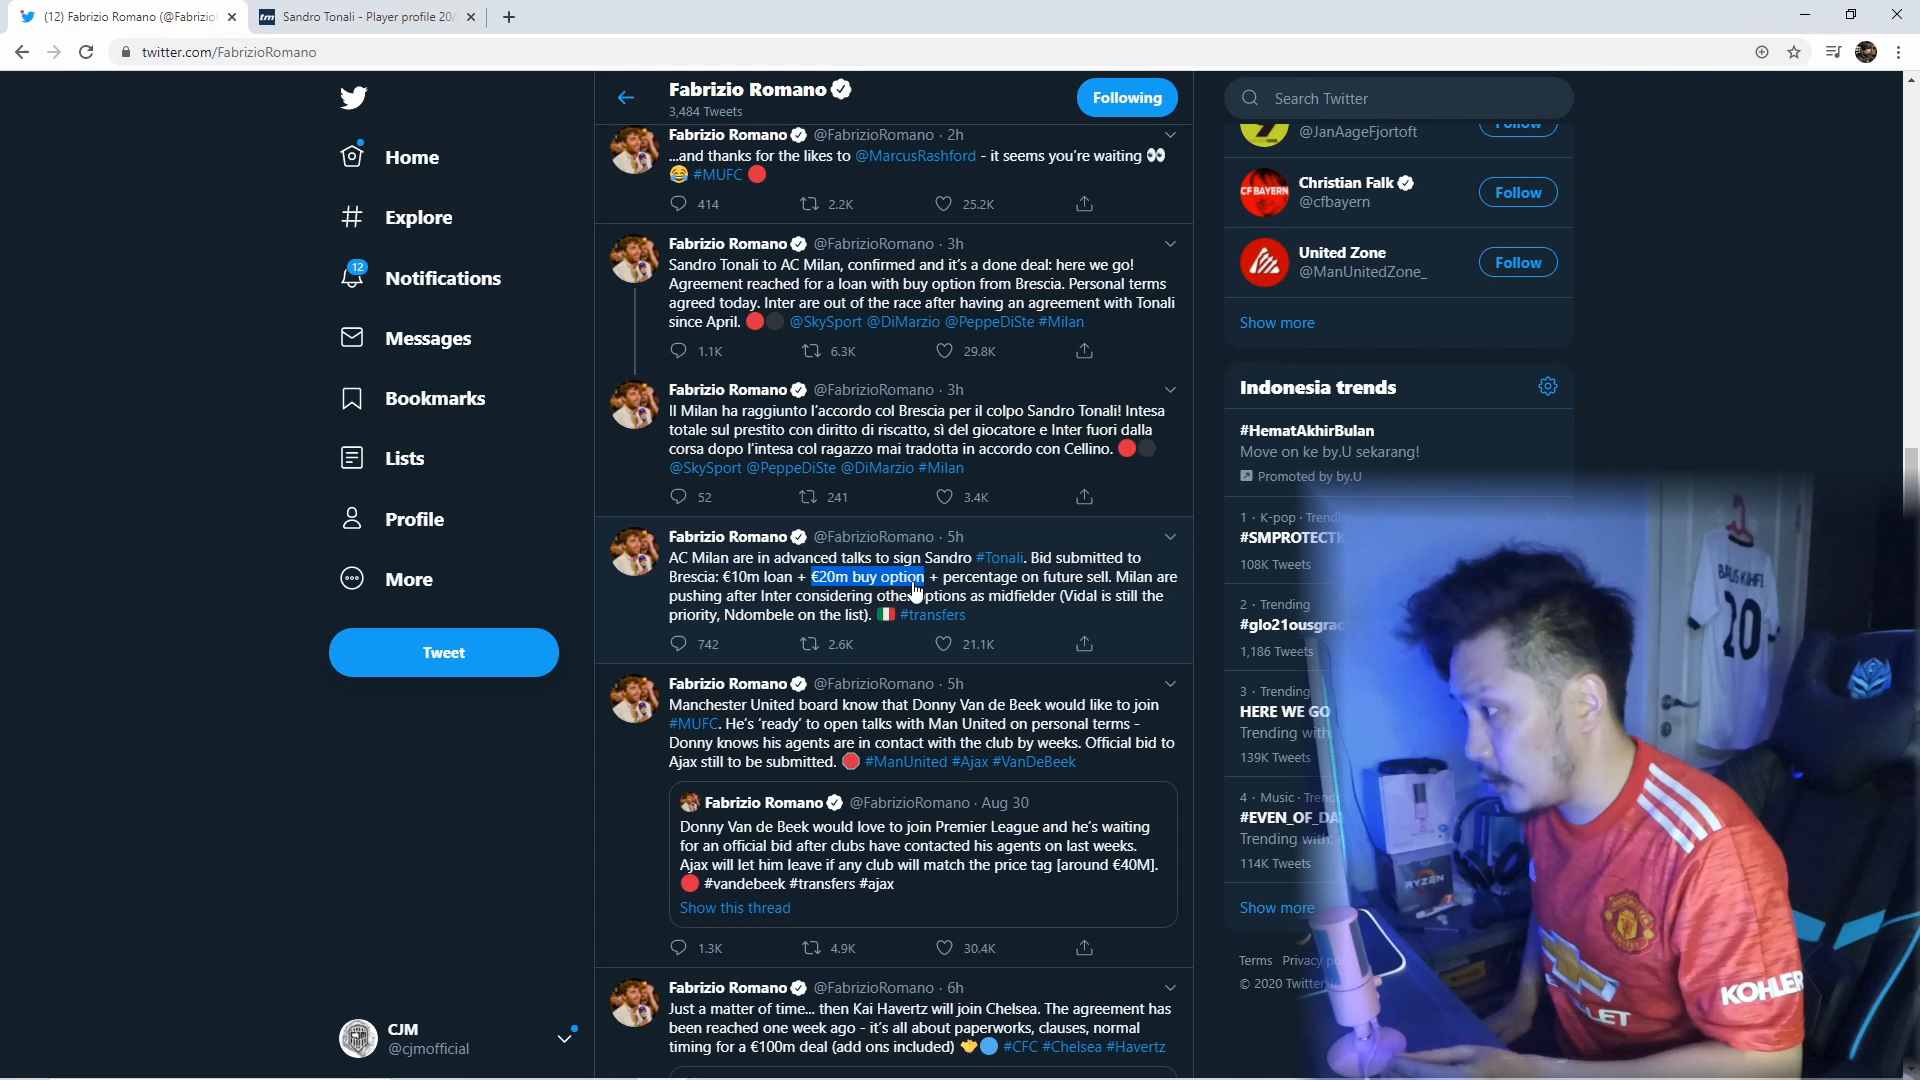 (12) Fabrizio Romano (@Fabrizio
Sandro Tonali - Player profile 20/
twitter.com/FabrizioRomano
Home
Explore
12
Notifications
Messages
Bookmarks
Lists
Profile
More
Tweet
CJM
@cjmofficial
Fabrizio Romano
3,484 Tweets
Following
Fabrizio Romano @FabrizioRomano · 2h
...and thanks for the likes to @MarcusRashford - it seems you're waiting 👀
😂 #MUFC 🔴
414 2.2K 25.2K
Fabrizio Romano @FabrizioRomano · 3h
Sandro Tonali to AC Milan, confirmed and it's a done deal: here we go!
Agreement reached for a loan with buy option from Brescia. Personal terms
agreed today. Inter are out of the race after having an agreement with Tonali
since April. 🔴⚫ @SkySport @DiMarzio @PeppeDiSte #Milan
1.1K 6.3K 29.8K
Fabrizio Romano @FabrizioRomano · 3h
Il Milan ha raggiunto l'accordo col Brescia per il colpo Sandro Tonali! Intesa
totale sul prestito con diritto di riscatto, sì del giocatore e Inter fuori dalla
corsa dopo l'intesa col ragazzo mai tradotta in accordo con Cellino. 🔴⚫
@SkySport @PeppeDiSte @DiMarzio #Milan
52 241 3.4K
Fabrizio Romano @FabrizioRomano · 5h
AC Milan are in advanced talks to sign Sandro #Tonali. Bid submitted to
Brescia: €10m loan + €20m buy option + percentage on future sell. Milan are
pushing after Inter considering other options as midfielder (Vidal is still the
priority, Ndombele on the list). 🇮🇹 #transfers
742 2.6K 21.1K
Fabrizio Romano @FabrizioRomano · 5h
Manchester United board know that Donny Van de Beek would like to join
#MUFC. He's 'ready' to open talks with Man United on personal terms -
Donny knows his agents are in contact with the club by weeks. Official bid to
Ajax still to be submitted. 🛑 #ManUnited #Ajax #VanDeBeek
Fabrizio Romano @FabrizioRomano · Aug 30
Donny Van de Beek would love to join Premier League and he's waiting
for an official bid after clubs have contacted his agents on last weeks.
Ajax will let him leave if any club will match the price tag [around €40M].
🔴 #vandebeek #transfers #ajax
Show this thread
1.3K 4.9K 30.4K
Fabrizio Romano @FabrizioRomano · 6h
Just a matter of time... then Kai Havertz will join Chelsea. The agreement has
been reached one week ago - it's all about paperworks, clauses, normal
timing for a €100m deal (add ons included) 🤝🔵 #CFC #Chelsea #Havertz
Search Twitter
@JanAageFjortoft
Follow
CF BAYERN
Christian Falk
@cfbayern
Follow
United Zone
@ManUnitedZone_
Follow
Show more
Indonesia trends
#HematAkhirBulan
Move on ke by.U sekarang!
Promoted by by.U
1 · K-pop · Trending
#SMPROTECT
108K Tweets
2 · Trending
#glo21ousgrac
1,186 Tweets
3 · Trending
HERE WE GO
Trending with:
139K Tweets
4 · Music · Trend
#EVEN_OF_DA
Trending with:
114K Tweets
Show more
Terms Privacy po
© 2020 Twitter
20
RYZEN
KOHLER